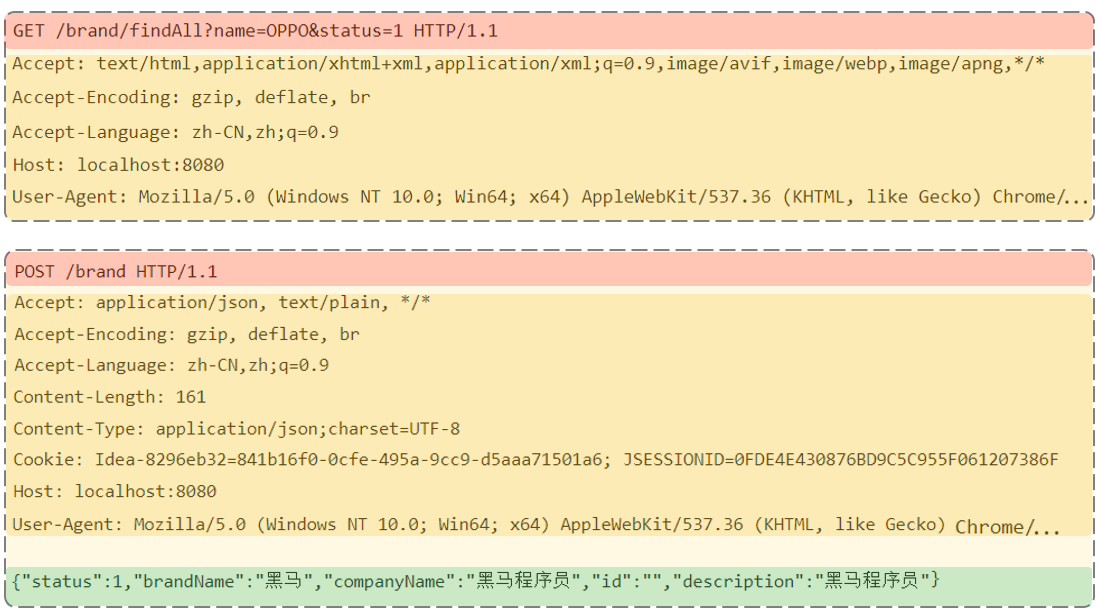 GET /brand/findAll?name=OPPO&status=1 HTTP/1.1
Accept: text/html,application/xhtml+xml,application/xml;q=0.9,image/avif,image/webp,image/apng,*/*
Accept-Encoding: gzip, deflate, br
Accept-Language: zh-CN,zh;q=0.9
Host: localhost:8080
User-Agent: Mozilla/5.0 (Windows NT 10.0; Win64; x64) AppleWebKit/537.36 (KHTML, like Gecko) Chrome/...
POST /brand HTTP/1.1
Accept: application/json, text/plain, */*
Accept-Encoding: gzip, deflate, br
Accept-Language: zh-CN,zh;q=0.9
Content-Length: 161
Content-Type: application/json;charset=UTF-8
Cookie: Idea-8296eb32=841b16f0-0cfe-495a-9cc9-d5aaa71501a6; JSESSIONID=0FDE4E430876BD9C5C955F061207386F
Host: localhost:8080
User-Agent: Mozilla/5.0 (Windows NT 10.0; Win64; x64) AppleWebKit/537.36 (KHTML, like Gecko) Chrome/...
{"status":1,"brandName":"黑马","companyName":"黑马程序员","id":"","description":"黑马程序员"}